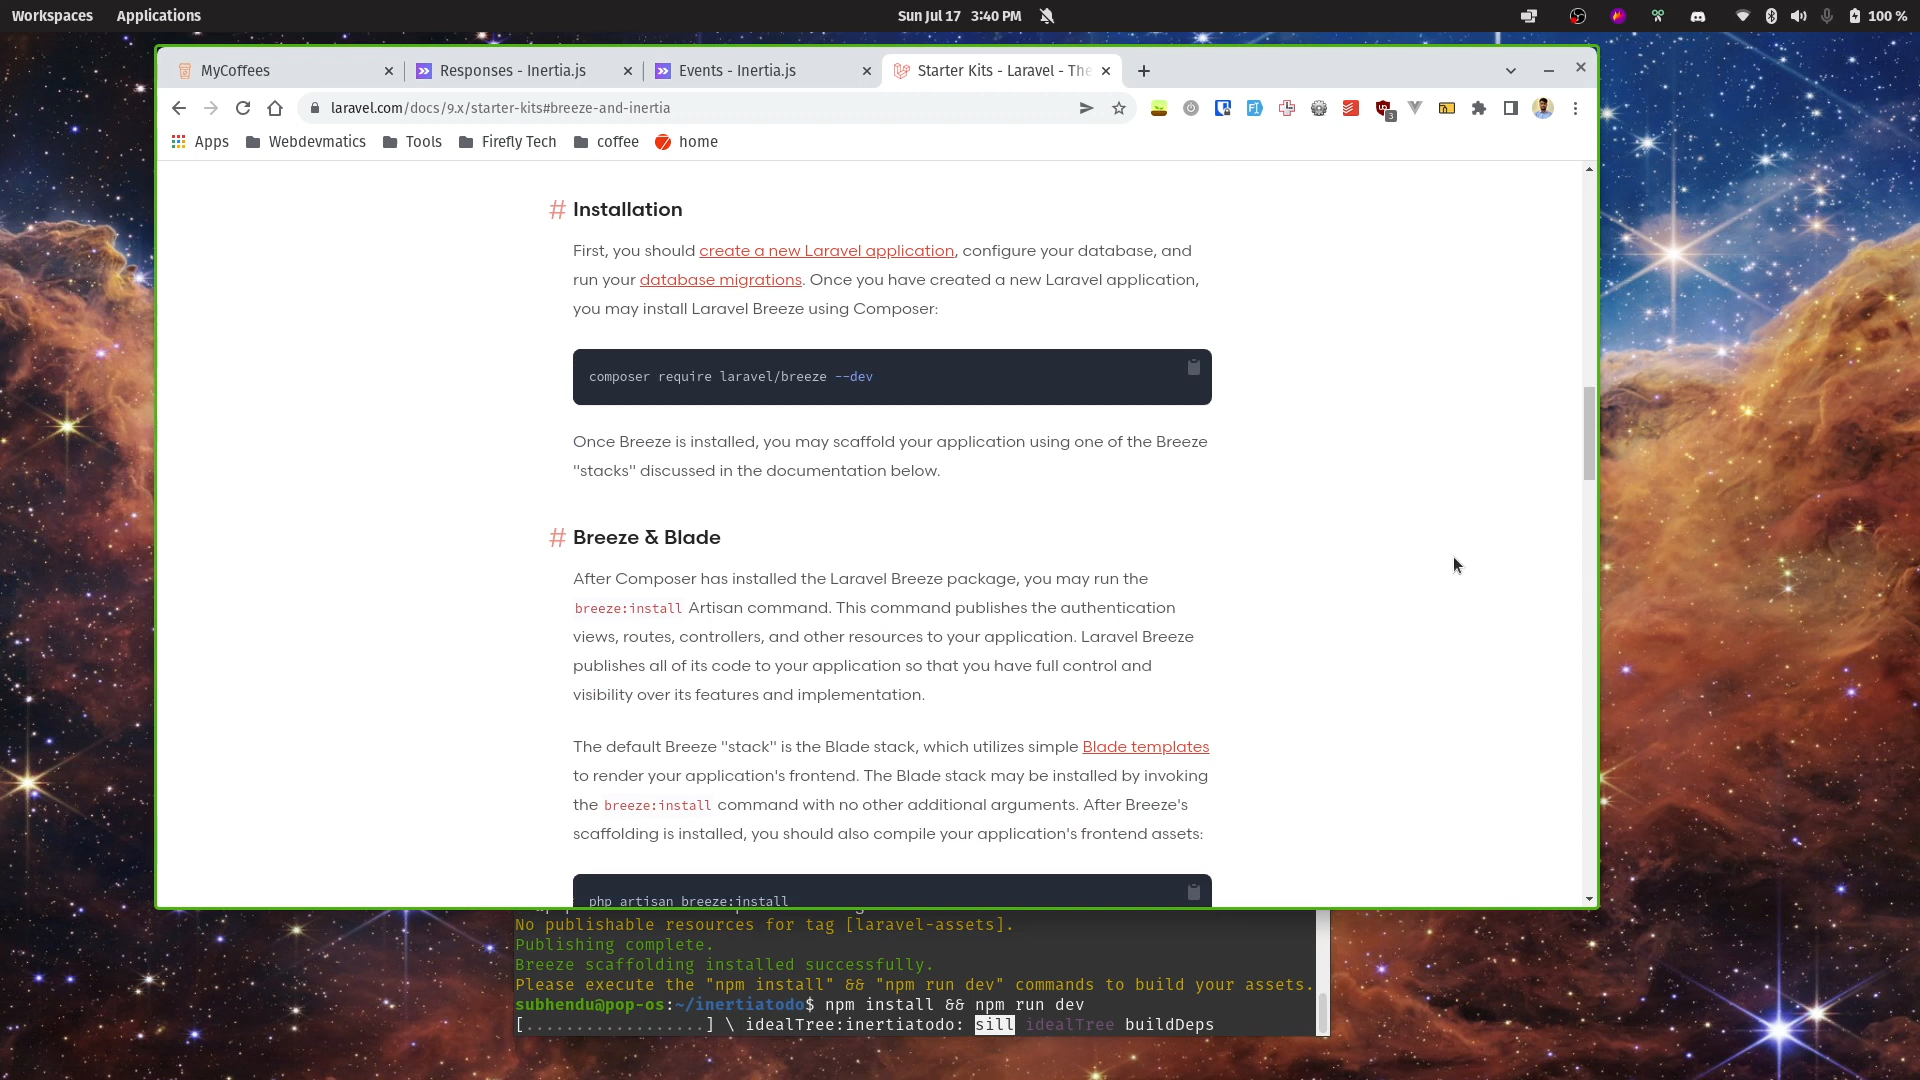 Workspaces Applications Sun Jul 17 3:40 PM 100 %
MyCoffees Responses - Inertia.js Events - Inertia.js Starter Kits - Laravel - The
laravel.com/docs/9.x/starter-kits#breeze-and-inertia 3
Apps Webdevmatics Tools Firefly Tech coffee home
# Installation
First, you should create a new Laravel application, configure your database, and
run your database migrations. Once you have created a new Laravel application,
you may install Laravel Breeze using Composer:
composer require laravel/breeze --dev
Once Breeze is installed, you may scaffold your application using one of the Breeze
"stacks" discussed in the documentation below.
# Breeze & Blade
After Composer has installed the Laravel Breeze package, you may run the
breeze:install Artisan command. This command publishes the authentication
views, routes, controllers, and other resources to your application. Laravel Breeze
publishes all of its code to your application so that you have full control and
visibility over its features and implementation.
The default Breeze "stack" is the Blade stack, which utilizes simple Blade templates
to render your application's frontend. The Blade stack may be installed by invoking
the breeze:install command with no other additional arguments. After Breeze's
scaffolding is installed, you should also compile your application's frontend assets:
php artisan breeze:install
No publishable resources for tag [laravel-assets].
Publishing complete.
Breeze scaffolding installed successfully.
Please execute the "npm install" && "npm run dev" commands to build your assets.
subhendu@pop-os:~/inertiatodo$ npm install && npm run dev
[..................] \ idealTree:inertiatodo: sill idealTree buildDeps